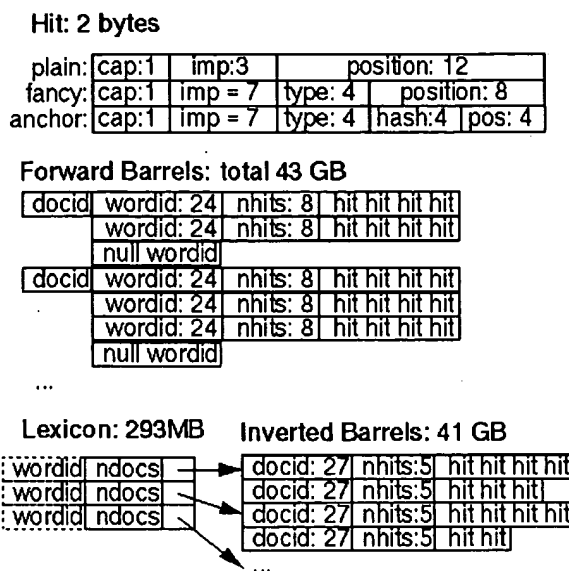 Hit: 2 bytes
plain: cap:1 imp:3 position: 12
fancy: cap:1 imp = 7 type: 4 position: 8
anchor: cap:1 imp = 7 type: 4 hash:4 pos: 4
Forward Barrels: total 43 GB
docid wordid: 24 nhits: 8 hit hit hit hit
wordid: 24 nhits: 8 hit hit hit hit
null wordid
docid wordid: 24 nhits: 8 hit hit hit hit
wordid: 24 nhits: 8 hit hit hit hit
wordid: 24 nhits: 8 hit hit hit hit
null wordid
...
Lexicon: 293MB Inverted Barrels: 41 GB
wordid ndocs docid: 27 nhits:5 hit hit hit hit
wordid ndocs docid: 27 nhits:5 hit hit hit
wordid ndocs docid: 27 nhits:5 hit hit hit hit
docid: 27 nhits:5 hit hit
...